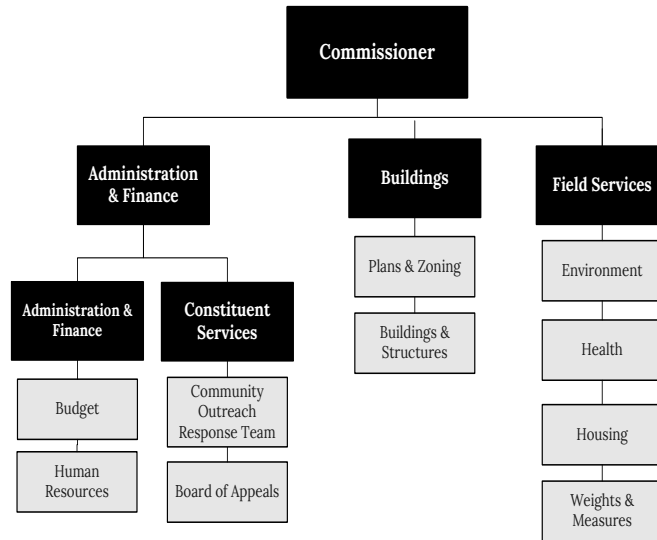 Commissioner
Administration
& Finance
Buildings
Field Services
Administration &
Finance
Constituent
Services
Plans & Zoning
Buildings &
Structures
Environment
Health
Housing
Weights &
Measures
Budget
Human
Resources
Community
Outreach
Response Team
Board of Appeals